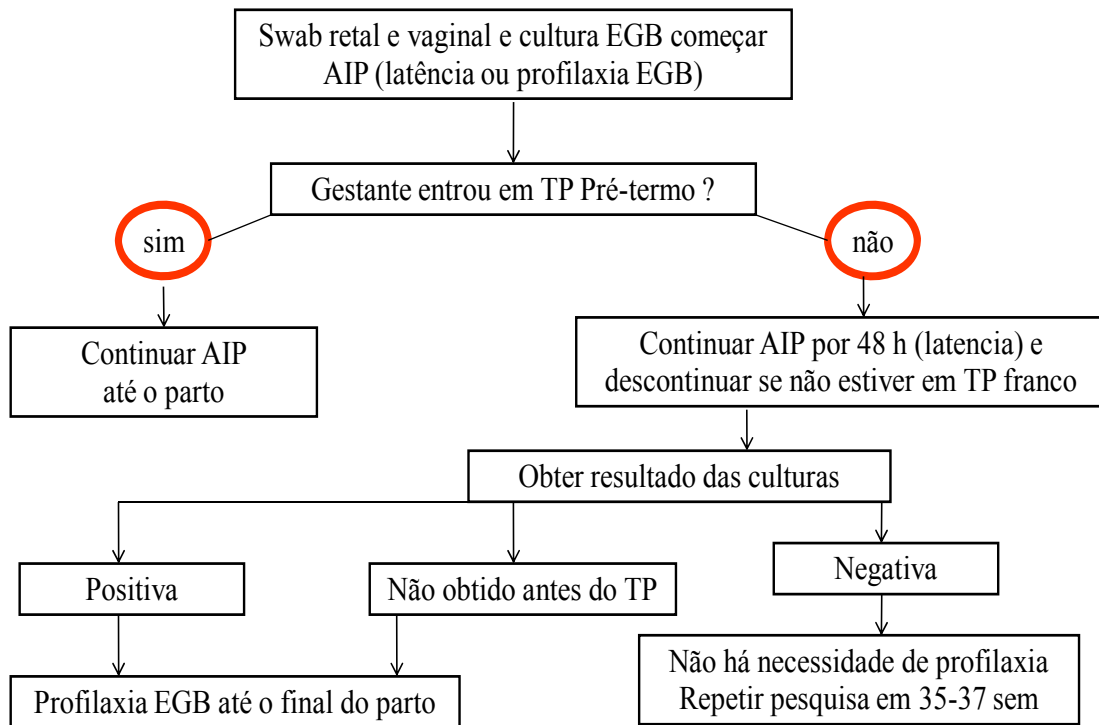 Swab retal e vaginal e cultura EGB começar
AIP (latência ou profilaxia EGB)
Gestante entrou em TP Pré-termo ?
sim
não
Continuar AIP
até o parto
Continuar AIP por 48 h (latencia) e
descontinuar se não estiver em TP franco
Obter resultado das culturas
Positiva
Não obtido antes do TP
Negativa
Profilaxia EGB até o final do parto
Não há necessidade de profilaxia
Repetir pesquisa em 35-37 sem